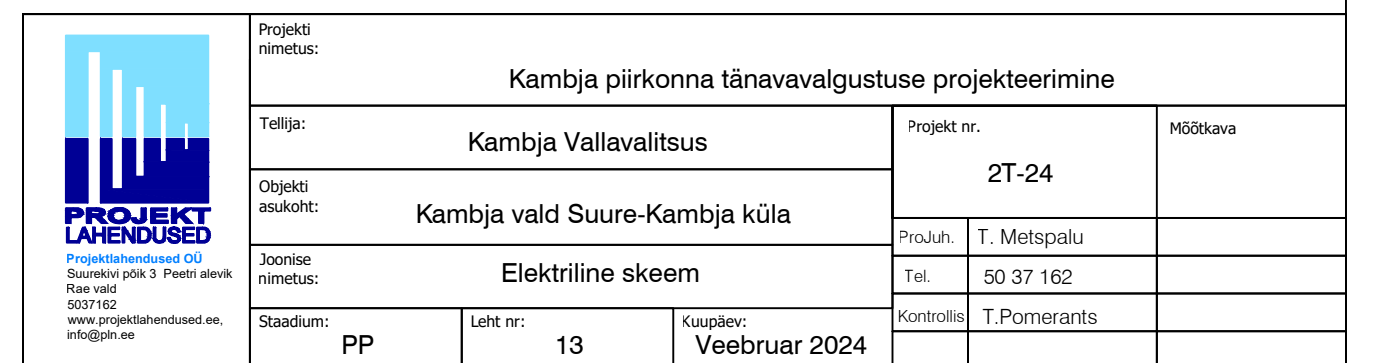 PROJEKT
LAHENDUSED
Projektlahendused OÜ
Suurekivi põik 3 Peetri alevik
Rae vald
5037162
www.projektlahendused.ee,
info@pln.ee
Projekti
nimetus:
Kambja piirkonna tänavavalgustuse projekteerimine
Tellija:
Kambja Vallavalitsus
Projekt nr.
2T-24
Mõõtkava
Objekti
asukoht:
Kambja vald Suure-Kambja küla
ProJuh. T. Metspalu
Joonise
nimetus:
Elektriline skeem
Tel. 50 37 162
Kontrollis T.Pomerants
Staadium:
PP
Leht nr:
13
Kuupäev:
Veebruar 2024